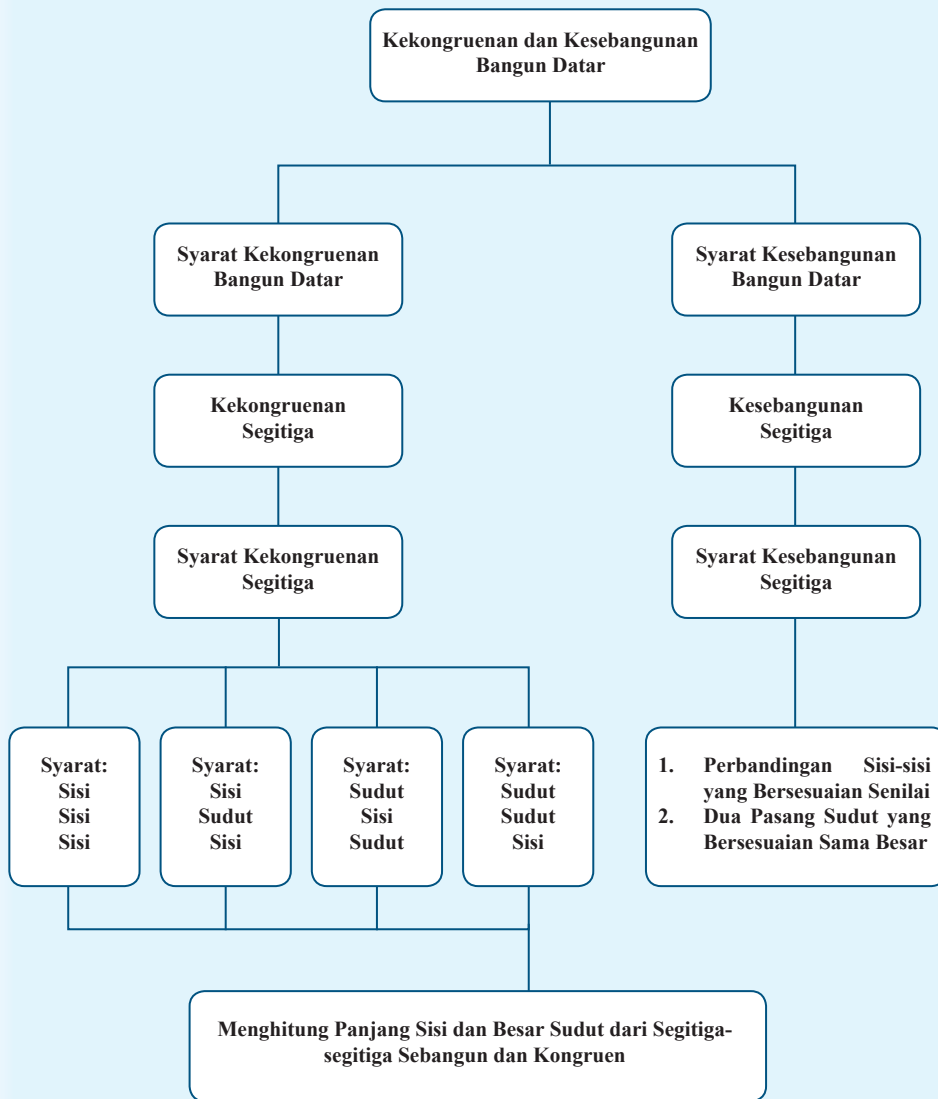 Kekongruenan dan Kesebangunan
Bangun Datar
Syarat Kekongruenan
Bangun Datar
Syarat Kesebangunan
Bangun Datar
Kekongruenan
Segitiga
Kesebangunan
Segitiga
Syarat Kekongruenan
Segitiga
Syarat Kesebangunan
Segitiga
Syarat:
Sisi
Sisi
Sisi
Syarat:
Sisi
Sudut
Sisi
Syarat:
Sudut
Sisi
Sudut
Syarat:
Sudut
Sudut
Sisi
1. Perbandingan Sisi-sisi
yang Bersesuaian Senilai
2. Dua Pasang Sudut yang
Bersesuaian Sama Besar
Menghitung Panjang Sisi dan Besar Sudut dari Segitiga-
segitiga Sebangun dan Kongruen